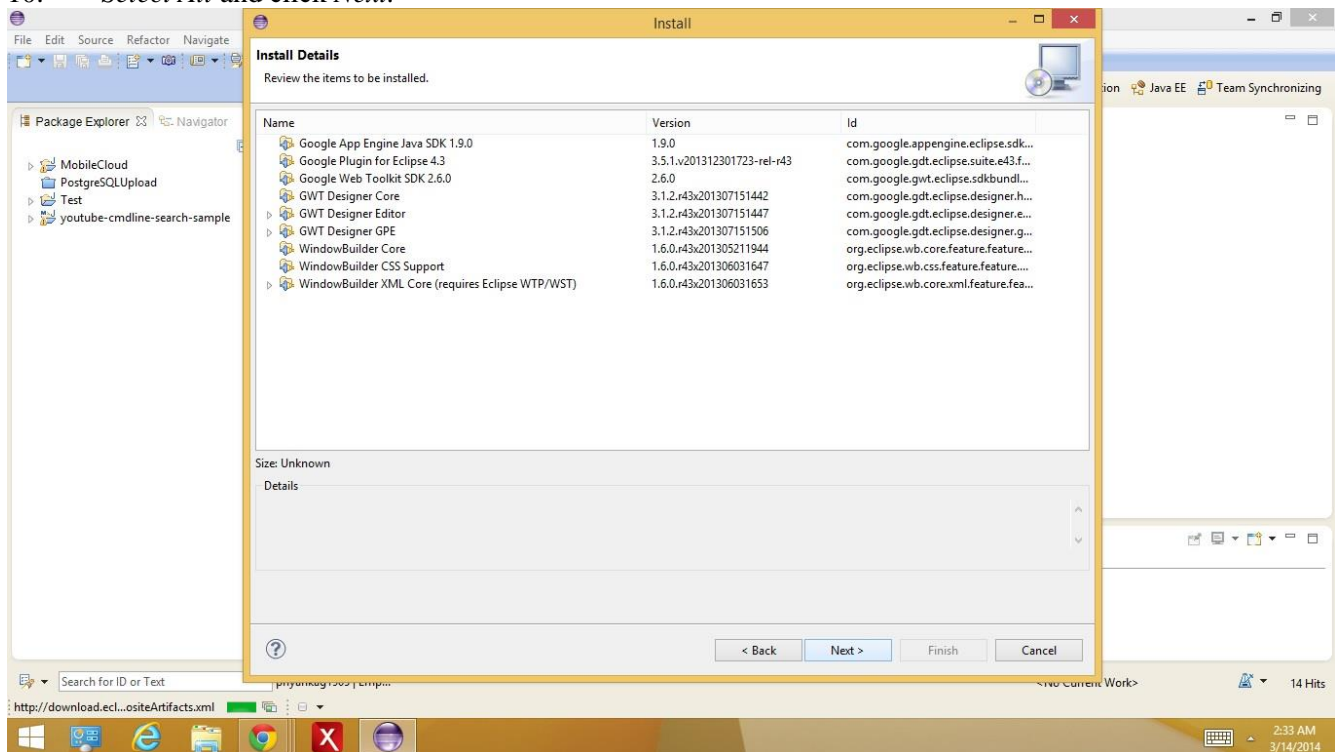 10. Select All and click Next.
Install
File Edit Source Refactor Navigate
Install Details
Review the items to be installed.
ion Java EE Team Synchronizing
Package Explorer Navigator
Name Version Id
Google App Engine Java SDK 1.9.0 1.9.0 com.google.appengine.eclipse.sdk...
Google Plugin for Eclipse 4.3 3.5.1.v201312301723-rel-r43 com.google.gdt.eclipse.suite.e43.f...
Google Web Toolkit SDK 2.6.0 2.6.0 com.google.gwt.eclipse.sdkbundl...
GWT Designer Core 3.1.2.r43x201307151442 com.google.gdt.eclipse.designer.h...
GWT Designer Editor 3.1.2.r43x201307151447 com.google.gdt.eclipse.designer.e...
GWT Designer GPE 3.1.2.r43x201307151506 com.google.gdt.eclipse.designer.g...
WindowBuilder Core 1.6.0.r43x201305211944 org.eclipse.wb.core.feature.feature...
WindowBuilder CSS Support 1.6.0.r43x201306031647 org.eclipse.wb.css.feature.feature....
WindowBuilder XML Core (requires Eclipse WTP/WST) 1.6.0.r43x201306031653 org.eclipse.wb.core.xml.feature.fea...
MobileCloud
PostgreSQLUpload
Test
youtube-cmdline-search-sample
Size: Unknown
Details
< Back Next > Finish Cancel
Search for ID or Text
<No Current Work>
14 Hits
http://download.ecl...ositeArtifacts.xml
2:33 AM
3/14/2014